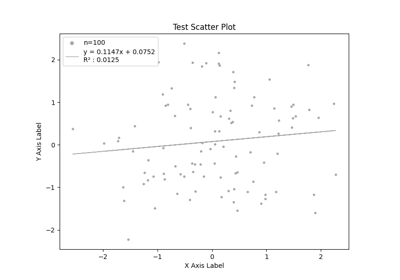 Test Scatter Plot
n=100
y = 0.1147x + 0.0752
R² : 0.0125
Y Axis Label
2
1
0
−1
−2
−2
−1
0
1
2
X Axis Label